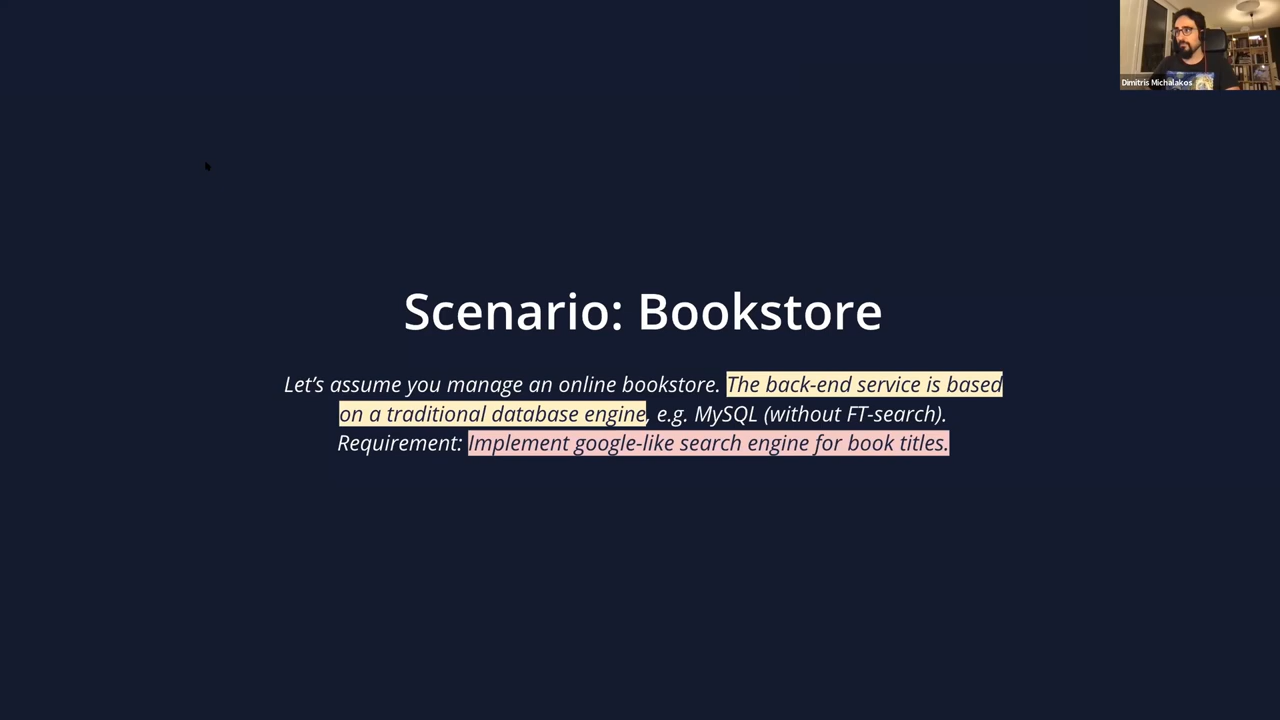 Dimitris Michalakos
Scenario: Bookstore
Let's assume you manage an online bookstore. The back-end service is based
on a traditional database engine, e.g. MySQL (without FT-search).
Requirement: Implement google-like search engine for book titles.